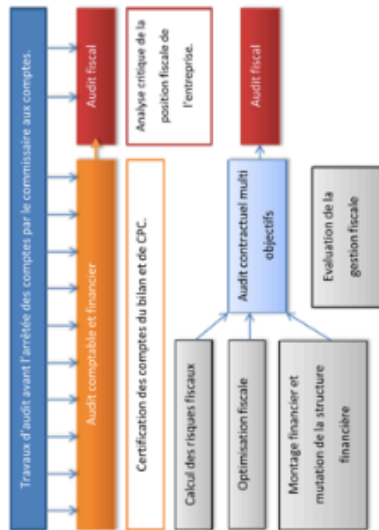 Travaux d'audit avant l'arrêtée des comptes par le commissaire aux comptes.
Audit comptable et financier
Audit fiscal
Certification des comptes du bilan et de CPC.
Analyse critique de la
position fiscale de
l'entreprise.
Calcul des risques fiscaux
Optimisation fiscale
Montage financier et
mutation de la structure
financière
Audit contractuel multi
objectifs
Audit fiscal
Evaluation de la
gestion fiscale